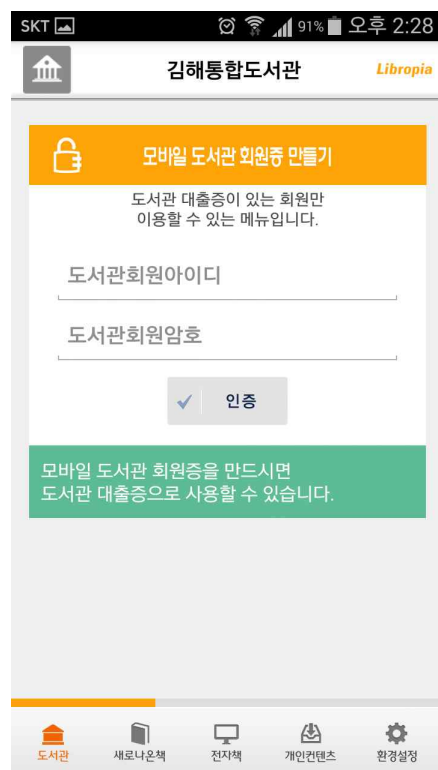 SKT 91% 오후 2:28
김해통합도서관 Libropia
모바일 도서관 회원증 만들기
도서관 대출증이 있는 회원만
이용할 수 있는 메뉴입니다.
도서관회원아이디
도서관회원암호
인증
모바일 도서관 회원증을 만드시면
도서관 대출증으로 사용할 수 있습니다.
도서관 새로나온책 전자책 개인컨텐츠 환경설정